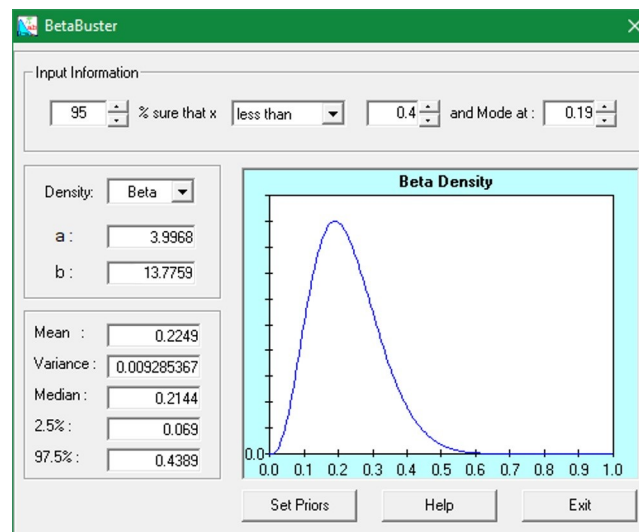 BetaBuster
Input Information
95 % sure that x less than 0.4 and Mode at : 0.19
Density: Beta
a : 3.9968
b : 13.7759
Mean : 0.2249
Variance : 0.009285367
Median : 0.2144
2.5% : 0.069
97.5% : 0.4389
Beta Density
0.0
0.0 0.1 0.2 0.3 0.4 0.5 0.6 0.7 0.8 0.9 1.0
Set Priors Help Exit